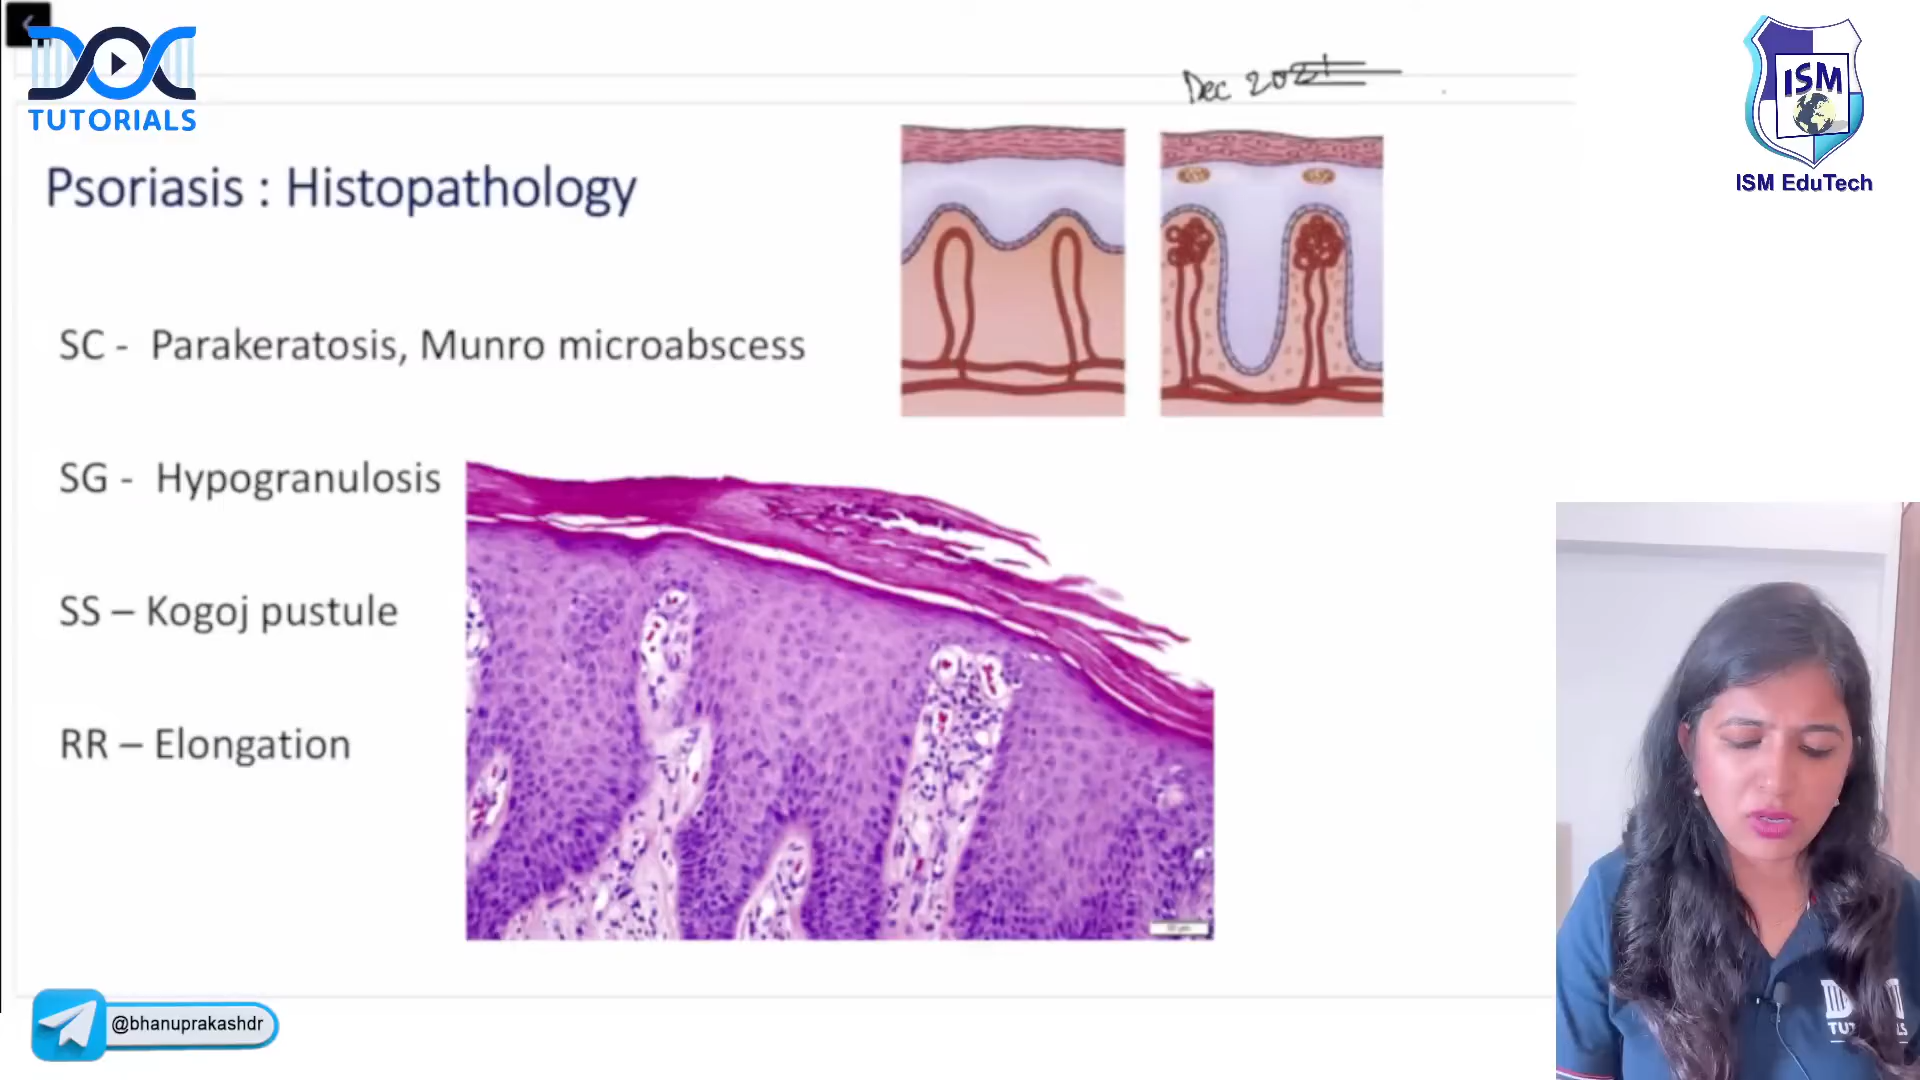 DOC
TUTORIALS
Dec 2021
ISM
ISM EduTech
Psoriasis : Histopathology
SC - Parakeratosis, Munro microabscess
SG - Hypogranulosis
SS – Kogoj pustule
RR – Elongation
@bhanuprakashdr